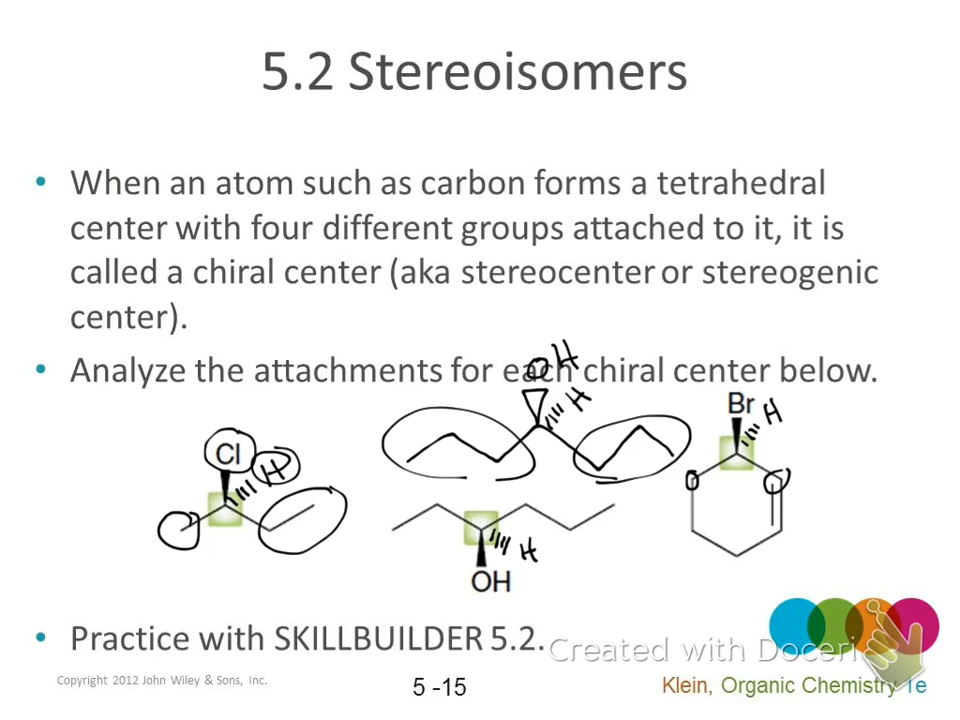 5.2 Stereoisomers
• When an atom such as carbon forms a tetrahedral
center with four different groups attached to it, it is
called a chiral center (aka stereocenter or stereogenic
center).
• Analyze the attachments for each chiral center below.
OH
H
Br
H
Cl
H
H
OH
• Practice with SKILLBUILDER 5.2.
Created with Doceri
Copyright 2012 John Wiley & Sons, Inc.
5 -15
Klein, Organic Chemistry 1e